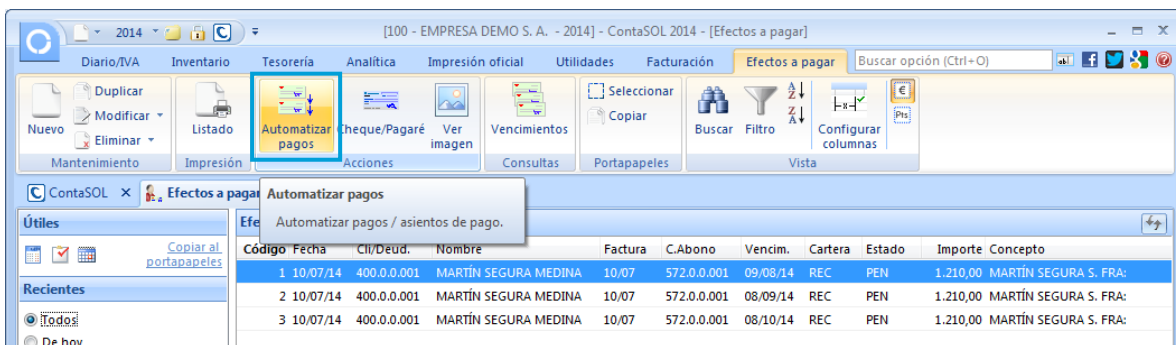 2014
[100 - EMPRESA DEMO S. A. - 2014] - ContaSOL 2014 - [Efectos a pagar]
Diario/IVA Inventario Tesorería Analítica Impresión oficial Utilidades Facturación Efectos a pagar Buscar opción (Ctrl+O)
Nuevo
Duplicar
Modificar
Eliminar
Mantenimiento
Listado
Impresión
Automatizar pagos
Cheque/Pagaré
Ver imagen
Acciones
Vencimientos
Consultas
Seleccionar
Copiar
Portapapeles
Buscar
Filtro
Configurar columnas
Pts
Vista
ContaSOL Efectos a pagar
Automatizar pagos
Automatizar pagos / asientos de pago.
Útiles
Copiar al portapapeles
Recientes
Todos
De hoy
Efe
Código Fecha Cli/Deud. Nombre Factura C.Abono Vencim. Cartera Estado Importe Concepto
1 10/07/14 400.0.0.001 MARTÍN SEGURA MEDINA 10/07 572.0.0.001 09/08/14 REC PEN 1.210,00 MARTÍN SEGURA S. FRA:
2 10/07/14 400.0.0.001 MARTÍN SEGURA MEDINA 10/07 572.0.0.001 08/09/14 REC PEN 1.210,00 MARTÍN SEGURA S. FRA:
3 10/07/14 400.0.0.001 MARTÍN SEGURA MEDINA 10/07 572.0.0.001 08/10/14 REC PEN 1.210,00 MARTÍN SEGURA S. FRA: